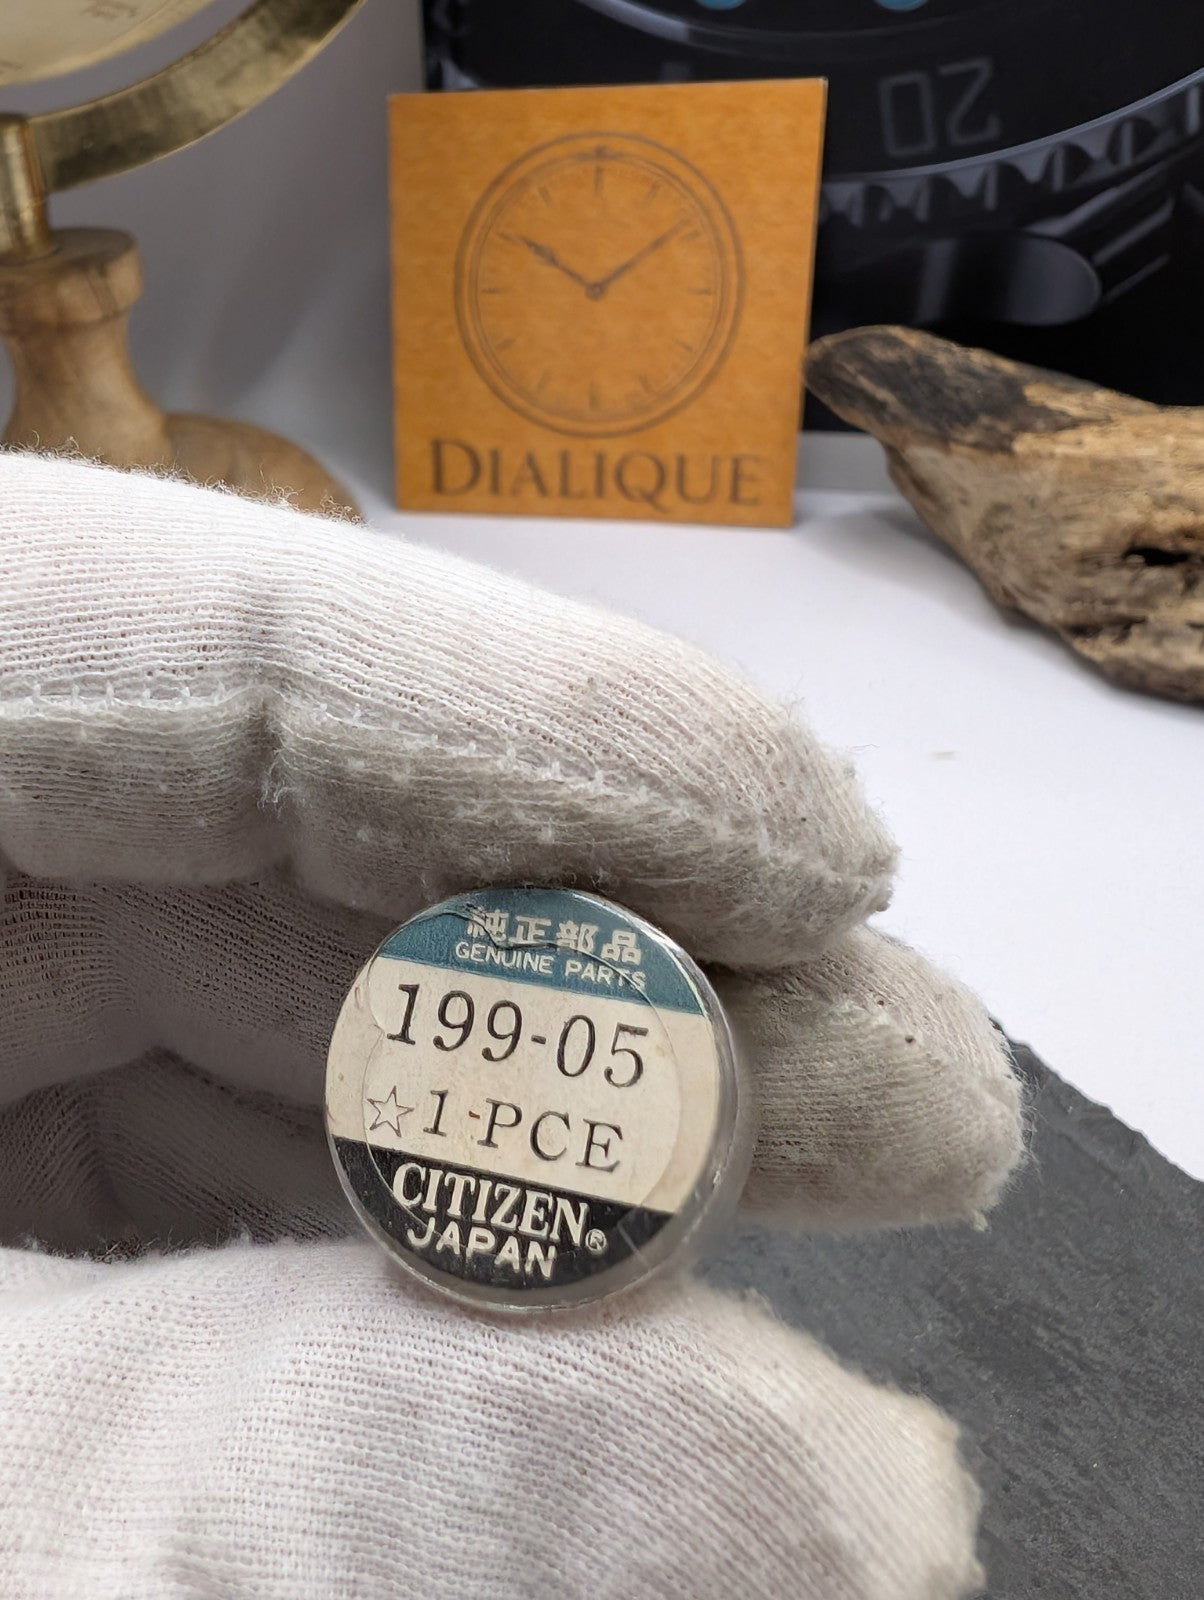 20
DIALIQUE
純正部品
GENUINE PARTS
199-05
☆1-PCE
CITIZEN®
JAPAN